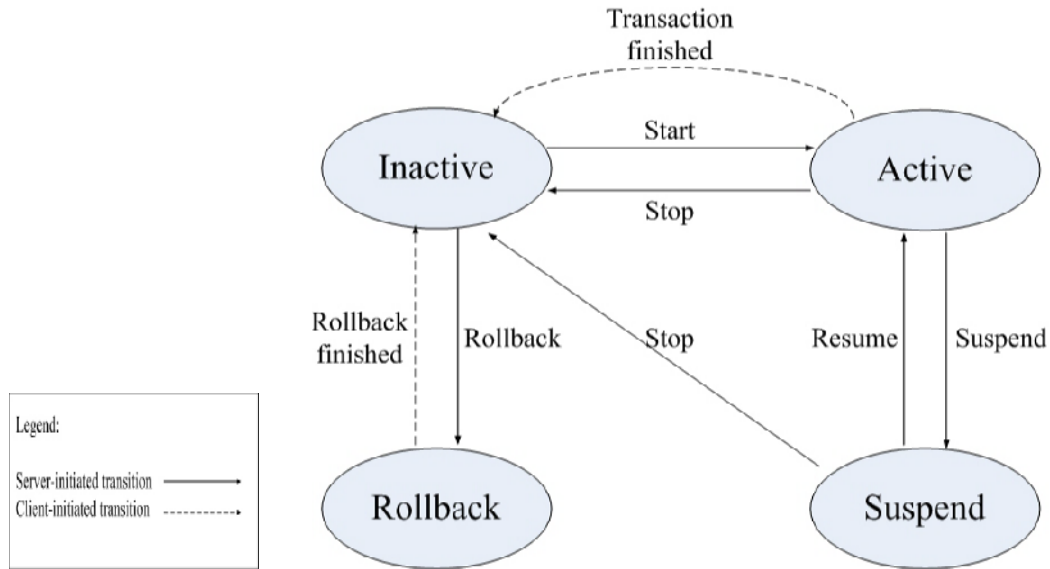 Transaction
finished
Start
Inactive
Active
Stop
Rollback
finished
Rollback
Stop
Resume
Suspend
Legend:
Server-initiated transition
Client-initiated transition
Rollback
Suspend